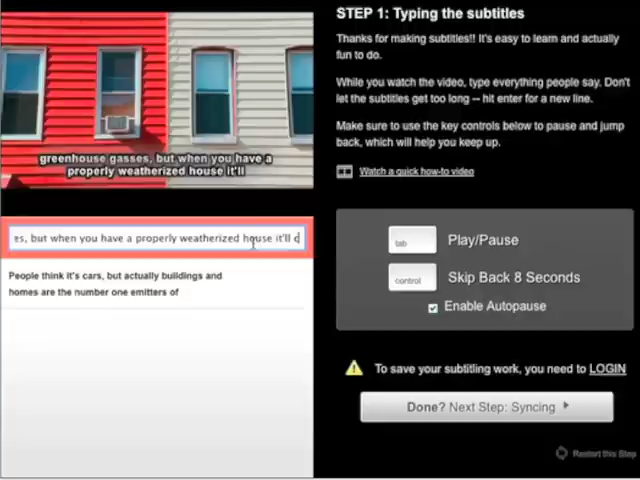 greenhouse gasses, but when you have a
properly weatherized house it'll
es, but when you have a properly weatherized house it'll c
People think it's cars, but actually buildings and
homes are the number one emitters of
STEP 1: Typing the subtitles
Thanks for making subtitles!! It's easy to learn and actually
fun to do.
While you watch the video, type everything people say. Don't
let the subtitles get too long -- hit enter for a new line.
Make sure to use the key controls below to pause and jump
back, which will help you keep up.
Watch a quick how-to video
tab Play/Pause
control Skip Back 8 Seconds
Enable Autopause
To save your subtitling work, you need to LOGIN
Done? Next Step: Syncing
Restart this Step